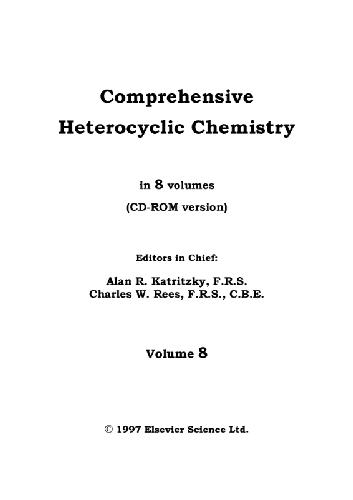 Comprehensive
Heterocyclic Chemistry
in 8 volumes
(CD-ROM version)
Editors in Chief:
Alan R. Katritzky, F.R.S.
Charles W. Rees, F.R.S., C.B.E.
Volume 8
© 1997 Elsevier Science Ltd.